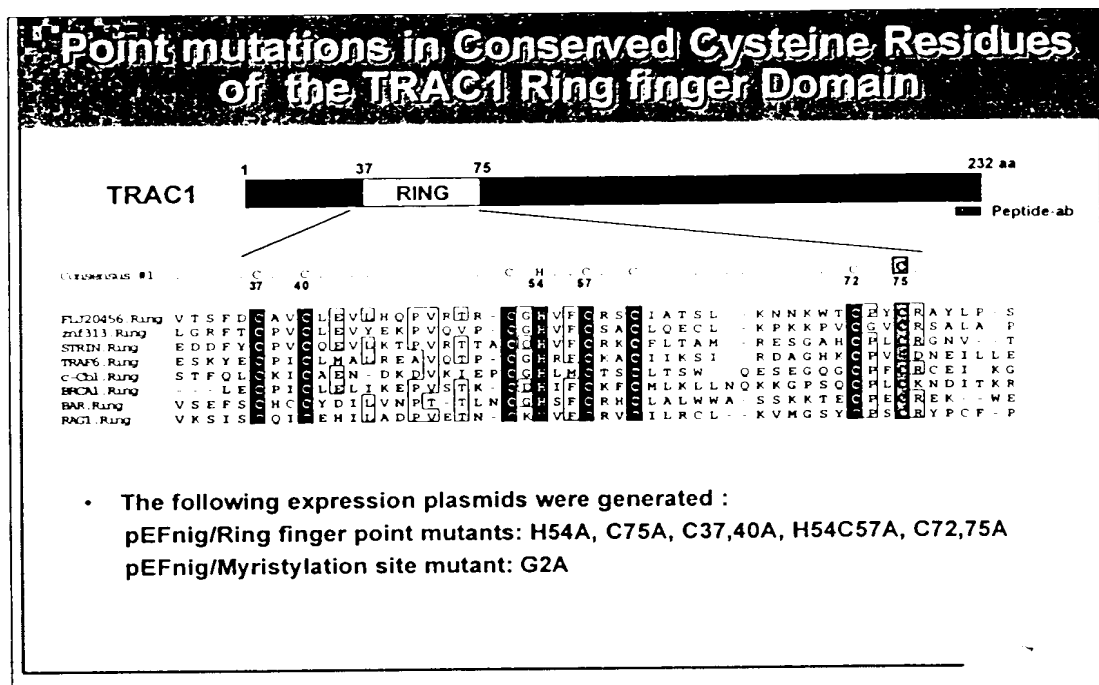 Point mutations in Conserved Cysteine Residues
of the TRAC1 Ring finger Domain
1 37 75 232 aa
TRAC1 RING
Peptide-ab
Consensus #1 . . . . . C . . C . . . C . H . . C . . C . . . C . . C
37 40 54 57 72 75
FLJ20456.Ring V T S F D C A V C L E V L H Q P V R T R - C G H V F C R S C I A T S L - - K N N K W T C P Y C R A Y L P - S
znf313.Ring L G R F T C P V C L E V Y E K P V Q V P - C G H V F C S A C L Q E C L - - K P K K P V C G V C R S A L A - P
STRIN.Ring E D D F Y C P V C Q E V L K T P V R T T A C Q H V F C R K C F L T A M - - R E S G A H C P L C R G N V - - T
TRAF6.Ring E S K Y E C P I C L M A L R E A V Q T P - C G H R F C K A C I I K S I - - R D A G H K C P V D N E I L L E
c-Cbl.Ring S T F Q L C K I C A E N - D K D V K I E P C G H L M C T S C L T S W - - Q E S E G Q G C P F C R C E I - K G
BRCA1.Ring - - - L E C P I C L E L I K E P V S T K - C D H I F C K F C M L K L L N Q K K G P S Q C P L C K N D I T K R
BAR.Ring V S E F S C H C C Y D I L V N P T - T L N C G H S F C R H C L A L W W A - S S K K T E C P E C R E K - - W E
RAG1.Ring V K S I S C Q I C E H I L A D P V E T N - C K H V F C R V C I L R C L - - K V M G S Y C P S C R Y P C F - P
· The following expression plasmids were generated :
pEFnig/Ring finger point mutants: H54A, C75A, C37,40A, H54C57A, C72,75A
pEFnig/Myristylation site mutant: G2A